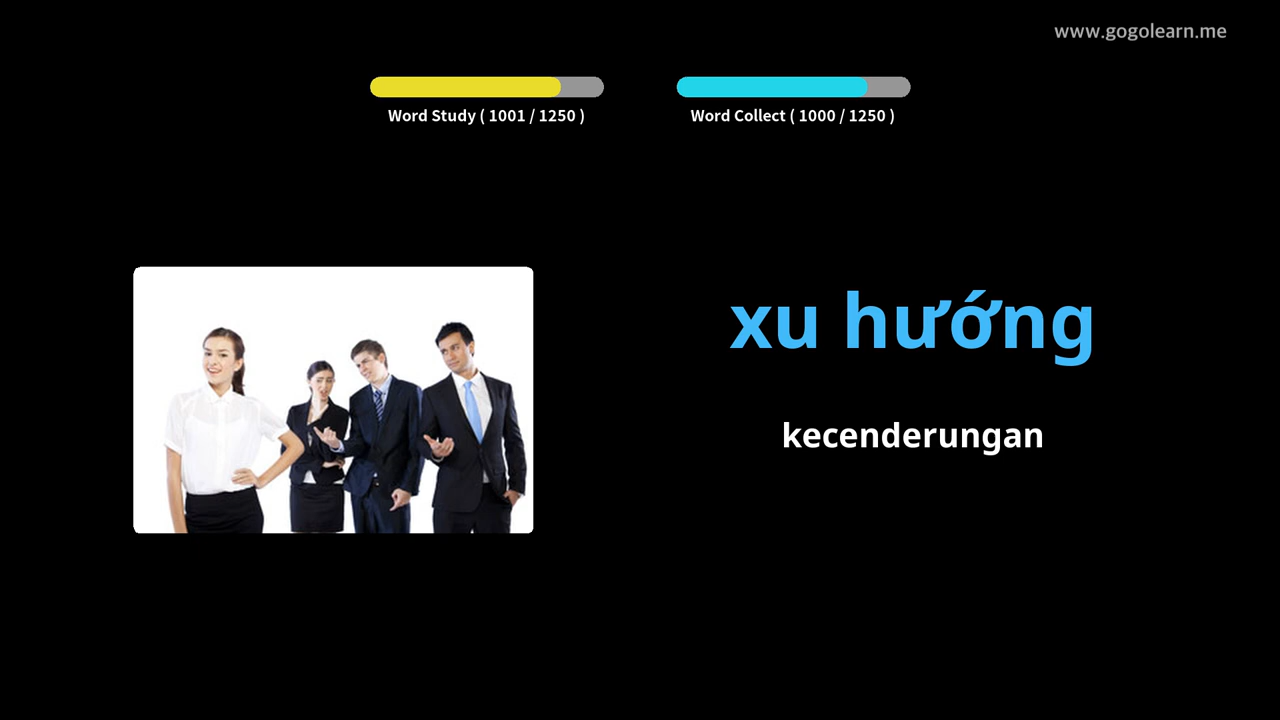 www.gogolearn.me
Word Study ( 1001 / 1250 )
Word Collect ( 1000 / 1250 )
xu hướng
kecenderungan